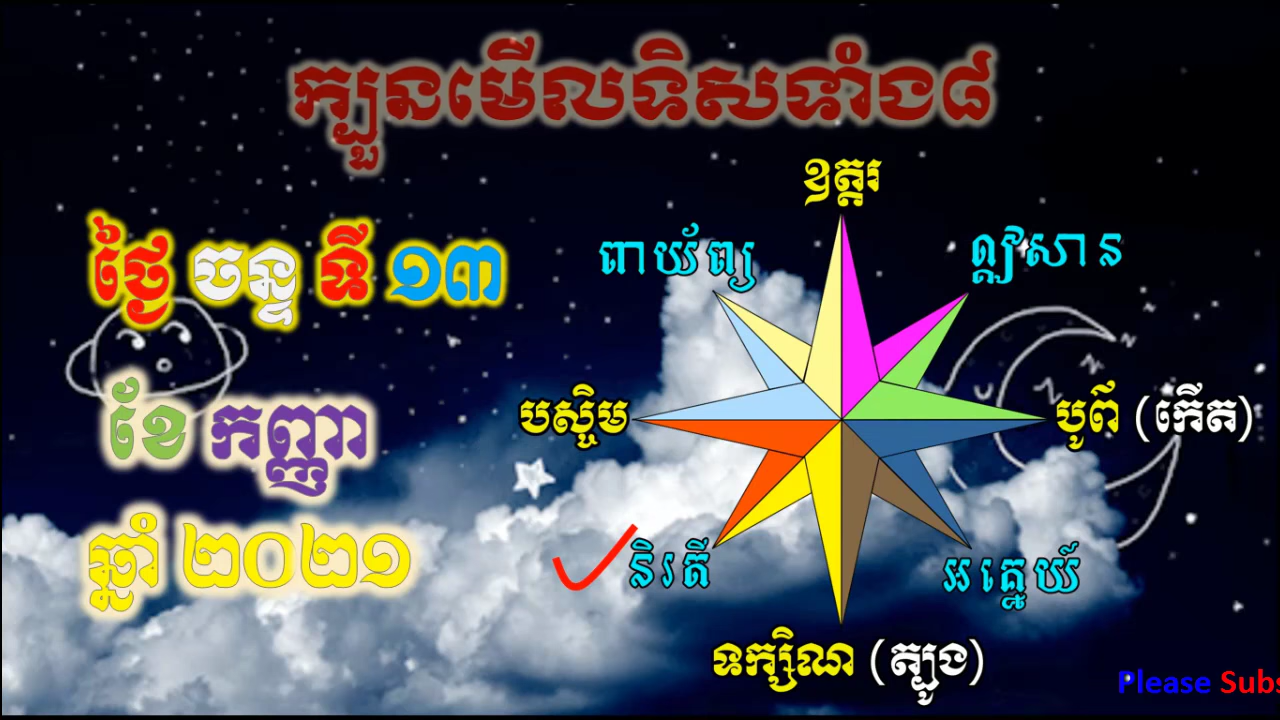 ក្បួនមើលទិសទាំង៨
ឧត្តរ
ពាយ័ព្យ
ឦសាន
ថ្ងៃ ចន្ទ ទី ១៣
ខែ កញ្ញា
បស្ចិម
បូព៌ (កើត)
ឆ្នាំ ២០២១
និរតី
អគ្នេយ៍
ទក្សិណ (ត្បូង)
Please Subs